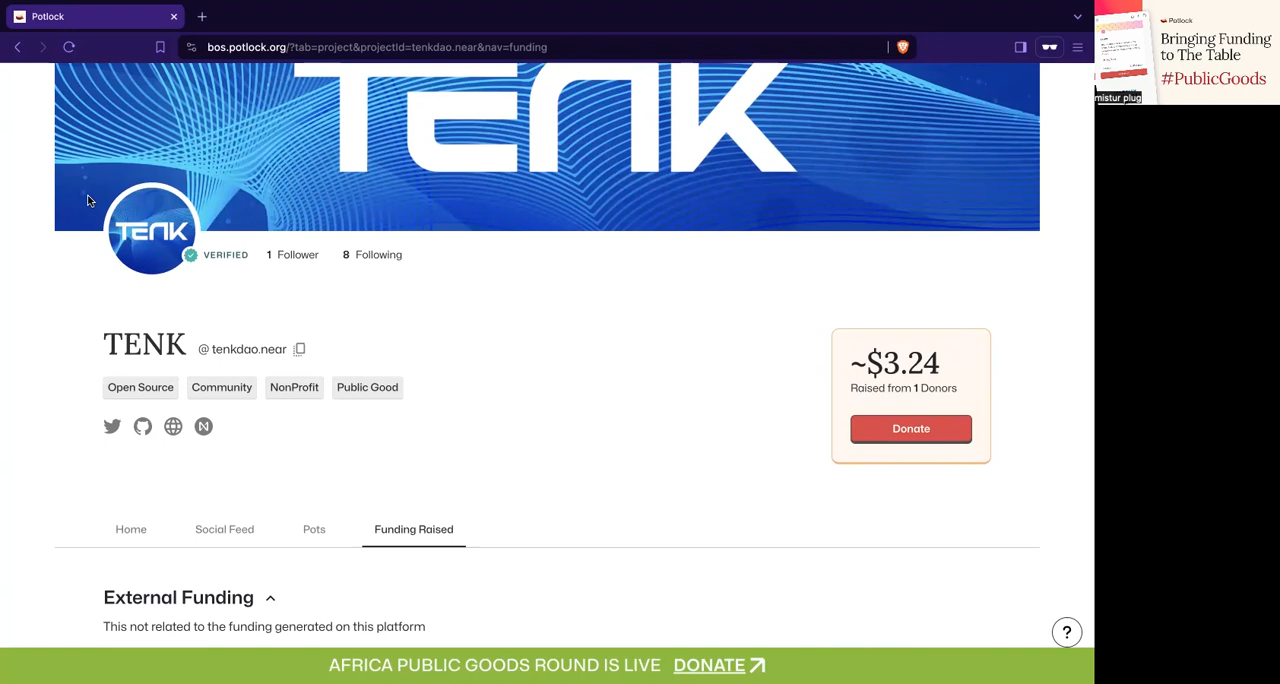 Potlock
bos.potlock.org/?tab=project&projectId=tenkdao.near&nav=funding
Potlock
Bringing Funding
to The Table
#PublicGoods
mistur plug
TENK
TENK
VERIFIED 1 Follower 8 Following
TENK @ tenkdao.near
Open Source Community NonProfit Public Good
~$3.24
Raised from 1 Donors
Donate
Home Social Feed Pots Funding Raised
External Funding
This not related to the funding generated on this platform
?
AFRICA PUBLIC GOODS ROUND IS LIVE DONATE